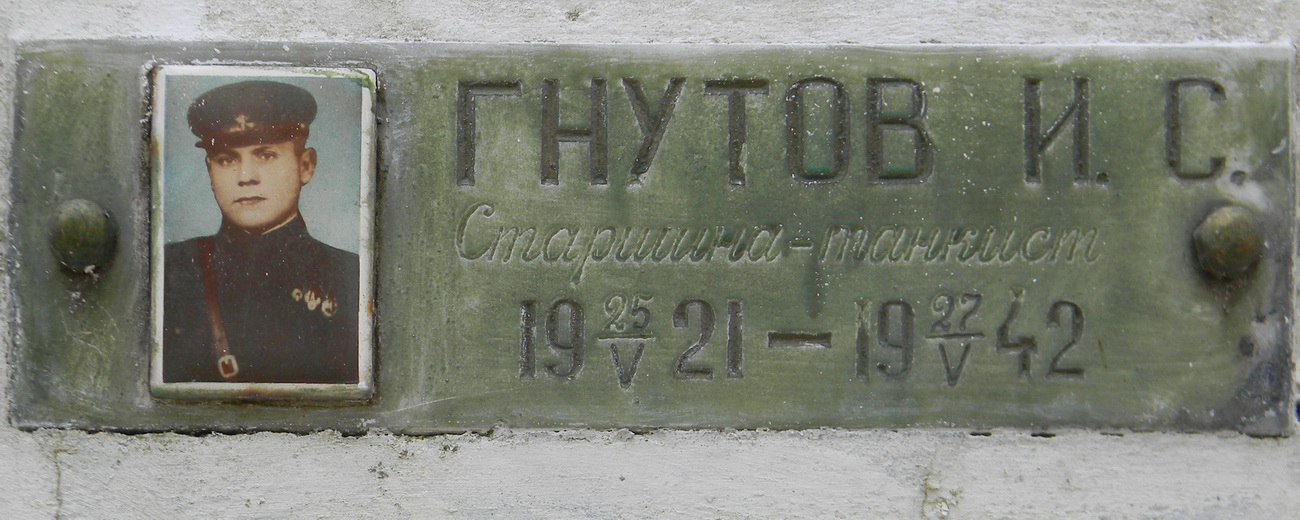 ГНУТОВ И. С.
Старшина-танкист
19 25/V 21 — 19 27/V 42